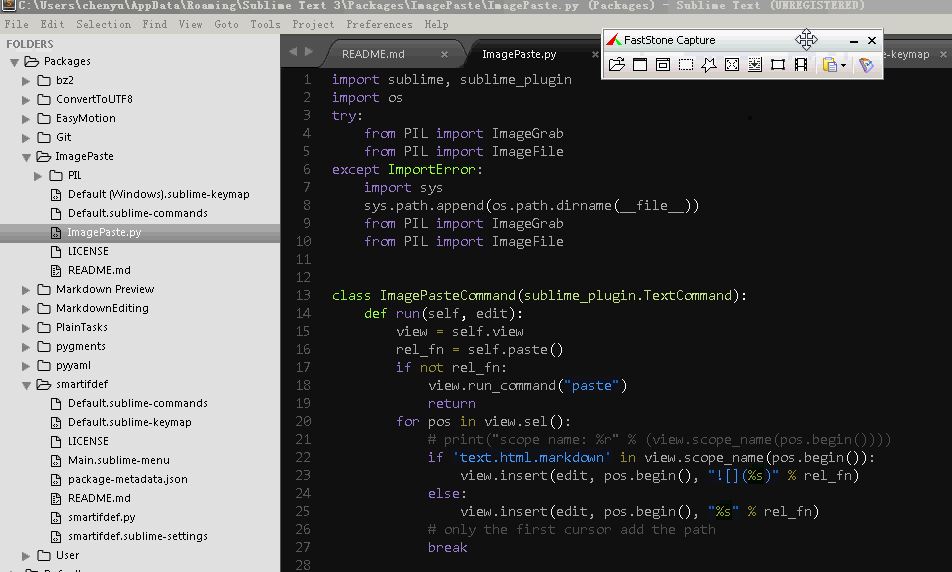 C:\Users\chenyu\AppData\Roaming\Sublime Text 3\Packages\ImagePaste\ImagePaste.py (Packages) - Sublime Text (UNREGISTERED)
File Edit Selection Find View Goto Tools Project Preferences Help
FOLDERS
Packages
bz2
ConvertToUTF8
EasyMotion
Git
ImagePaste
PIL
Default (Windows).sublime-keymap
Default.sublime-commands
ImagePaste.py
LICENSE
README.md
Markdown Preview
MarkdownEditing
PlainTasks
pygments
pyyaml
smartifdef
Default.sublime-commands
Default.sublime-keymap
LICENSE
Main.sublime-menu
package-metadata.json
README.md
smartifdef.py
smartifdef.sublime-settings
User
README.md
ImagePaste.py
e-keymap
FastStone Capture
1 import sublime, sublime_plugin
2 import os
3 try:
4     from PIL import ImageGrab
5     from PIL import ImageFile
6 except ImportError:
7     import sys
8     sys.path.append(os.path.dirname(__file__))
9     from PIL import ImageGrab
10     from PIL import ImageFile
11
12
13 class ImagePasteCommand(sublime_plugin.TextCommand):
14     def run(self, edit):
15         view = self.view
16         rel_fn = self.paste()
17         if not rel_fn:
18             view.run_command("paste")
19             return
20         for pos in view.sel():
21             # print("scope name: %r" % (view.scope_name(pos.begin())))
22             if 'text.html.markdown' in view.scope_name(pos.begin()):
23                 view.insert(edit, pos.begin(), "![](%s)" % rel_fn)
24             else:
25                 view.insert(edit, pos.begin(), "%s" % rel_fn)
26             # only the first cursor add the path
27             break
28